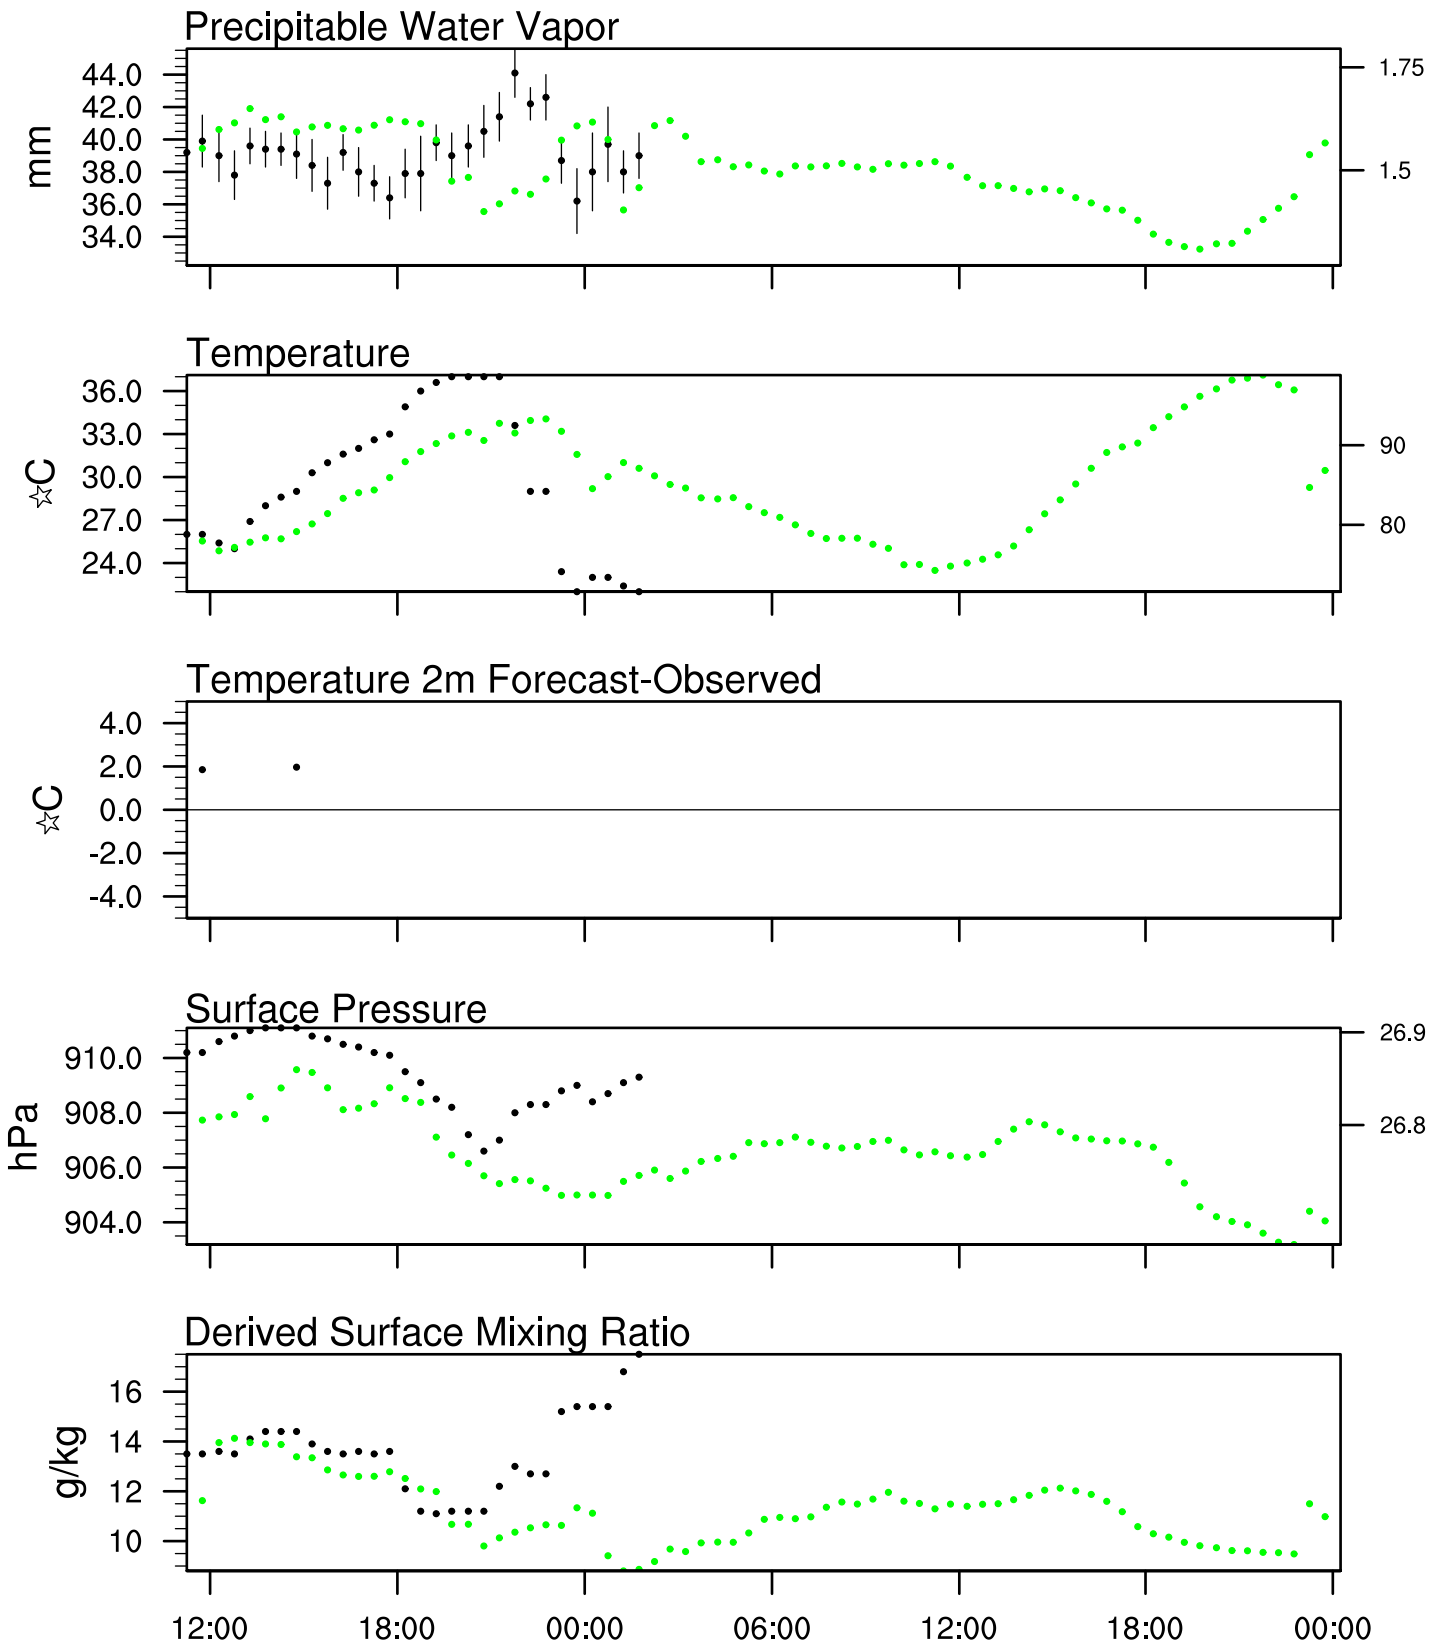 Precipitable Water Vapor
mm
44.0
42.0
40.0
38.0
36.0
34.0
1.75
1.5
Temperature
☆C
36.0
33.0
30.0
27.0
24.0
90
80
Temperature 2m Forecast-Observed
☆C
4.0
2.0
0.0
-2.0
-4.0
Surface Pressure
hPa
910.0
908.0
906.0
904.0
26.9
26.8
Derived Surface Mixing Ratio
g/kg
16
14
12
10
12:00 18:00 00:00 06:00 12:00 18:00 00:00